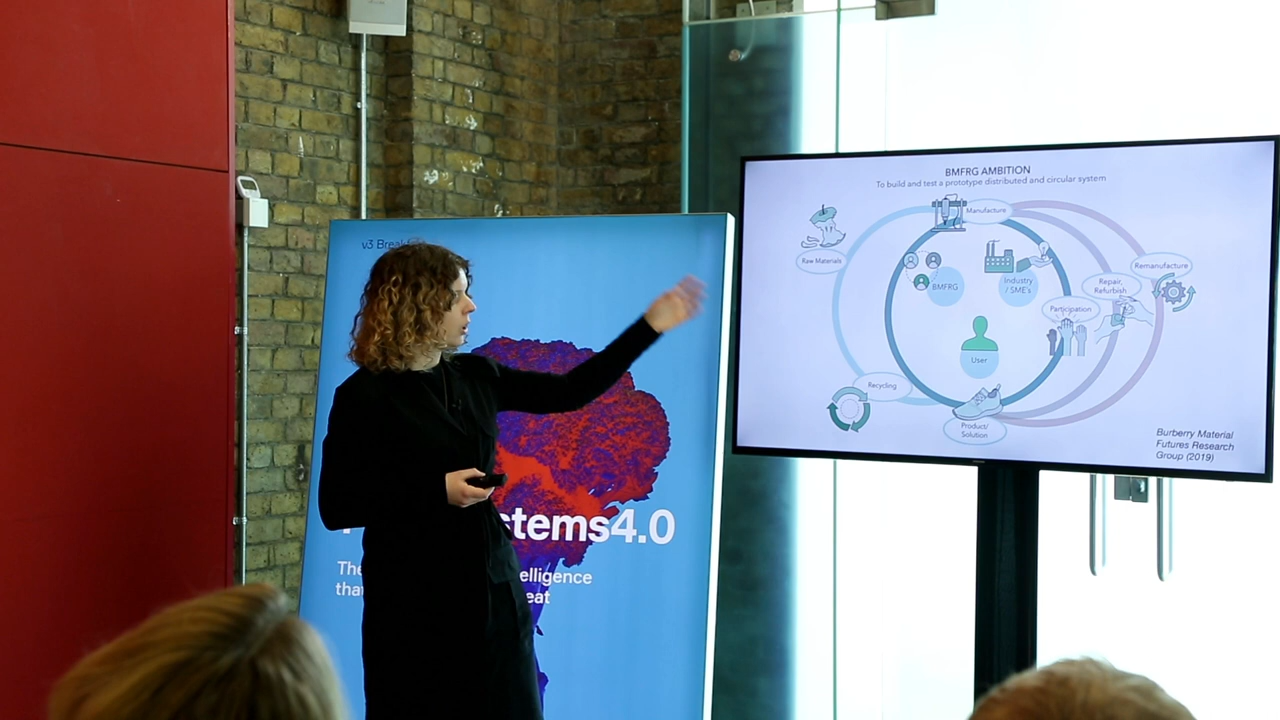 v3 Brea
stems4.0
The
elligence
tha
eat
BMFRG AMBITION
To build and test a prototype distributed and circular system
Manufacture
Raw Materials
Remanufacture
BMFRG
Industry
/ SME's
Repair,
Refurbish
Participation
User
Recycling
Product/
Solution
Burberry Material
Futures Research
Group (2019)